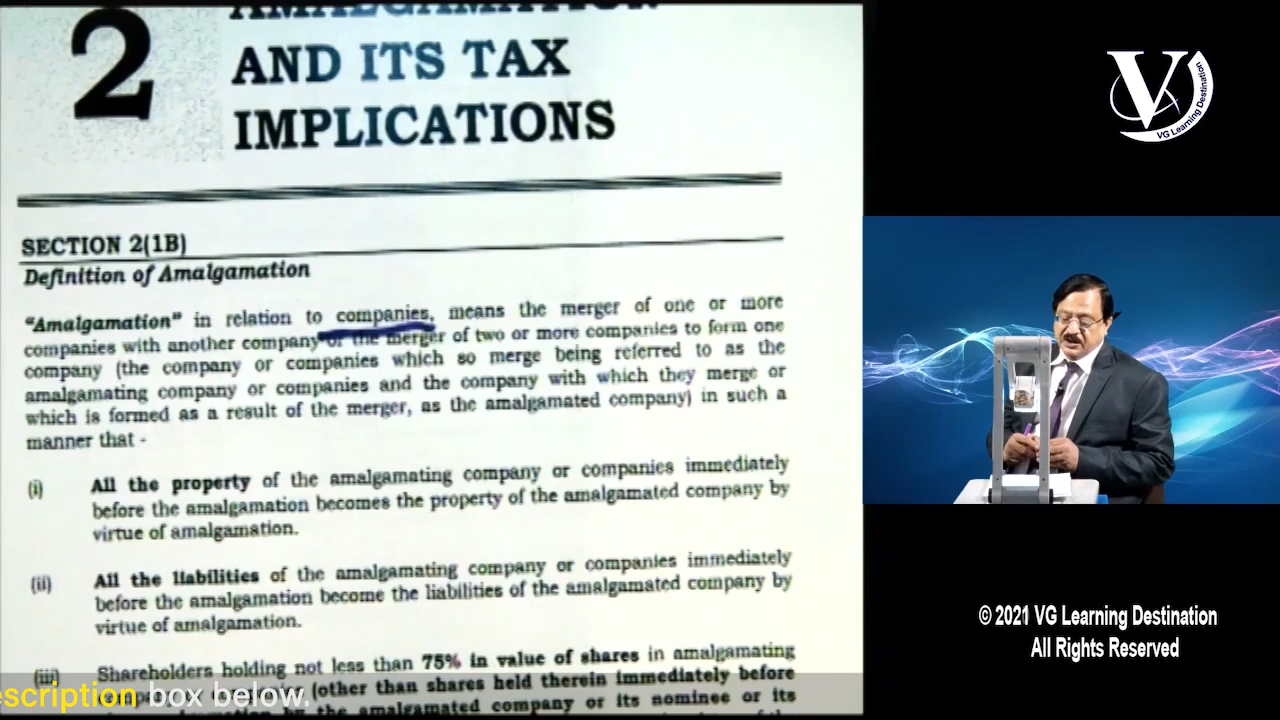 2
AMALGAMATION
AND ITS TAX
IMPLICATIONS
SECTION 2(1B)
Definition of Amalgamation
"Amalgamation" in relation to companies, means the merger of one or more
companies with another company or the merger of two or more companies to form one
company (the company or companies which so merge being referred to as the
amalgamating company or companies and the company with which they merge or
which is formed as a result of the merger, as the amalgamated company) in such a
manner that -
(i) All the property of the amalgamating company or companies immediately
before the amalgamation becomes the property of the amalgamated company by
virtue of amalgamation.
(ii) All the liabilities of the amalgamating company or companies immediately
before the amalgamation become the liabilities of the amalgamated company by
virtue of amalgamation.
(iii) Shareholders holding not less than 75% in value of shares in amalgamating
(other than shares held therein immediately before
by the amalgamated company or its nominee or its
escription box below.
V
VG Learning Destination
© 2021 VG Learning Destination
All Rights Reserved